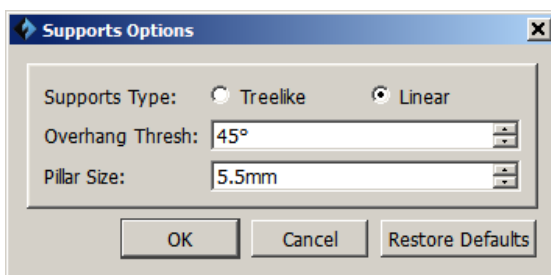 Supports Options
Supports Type: Treelike Linear
Overhang Thresh: 45°
Pillar Size: 5.5mm
OK Cancel Restore Defaults